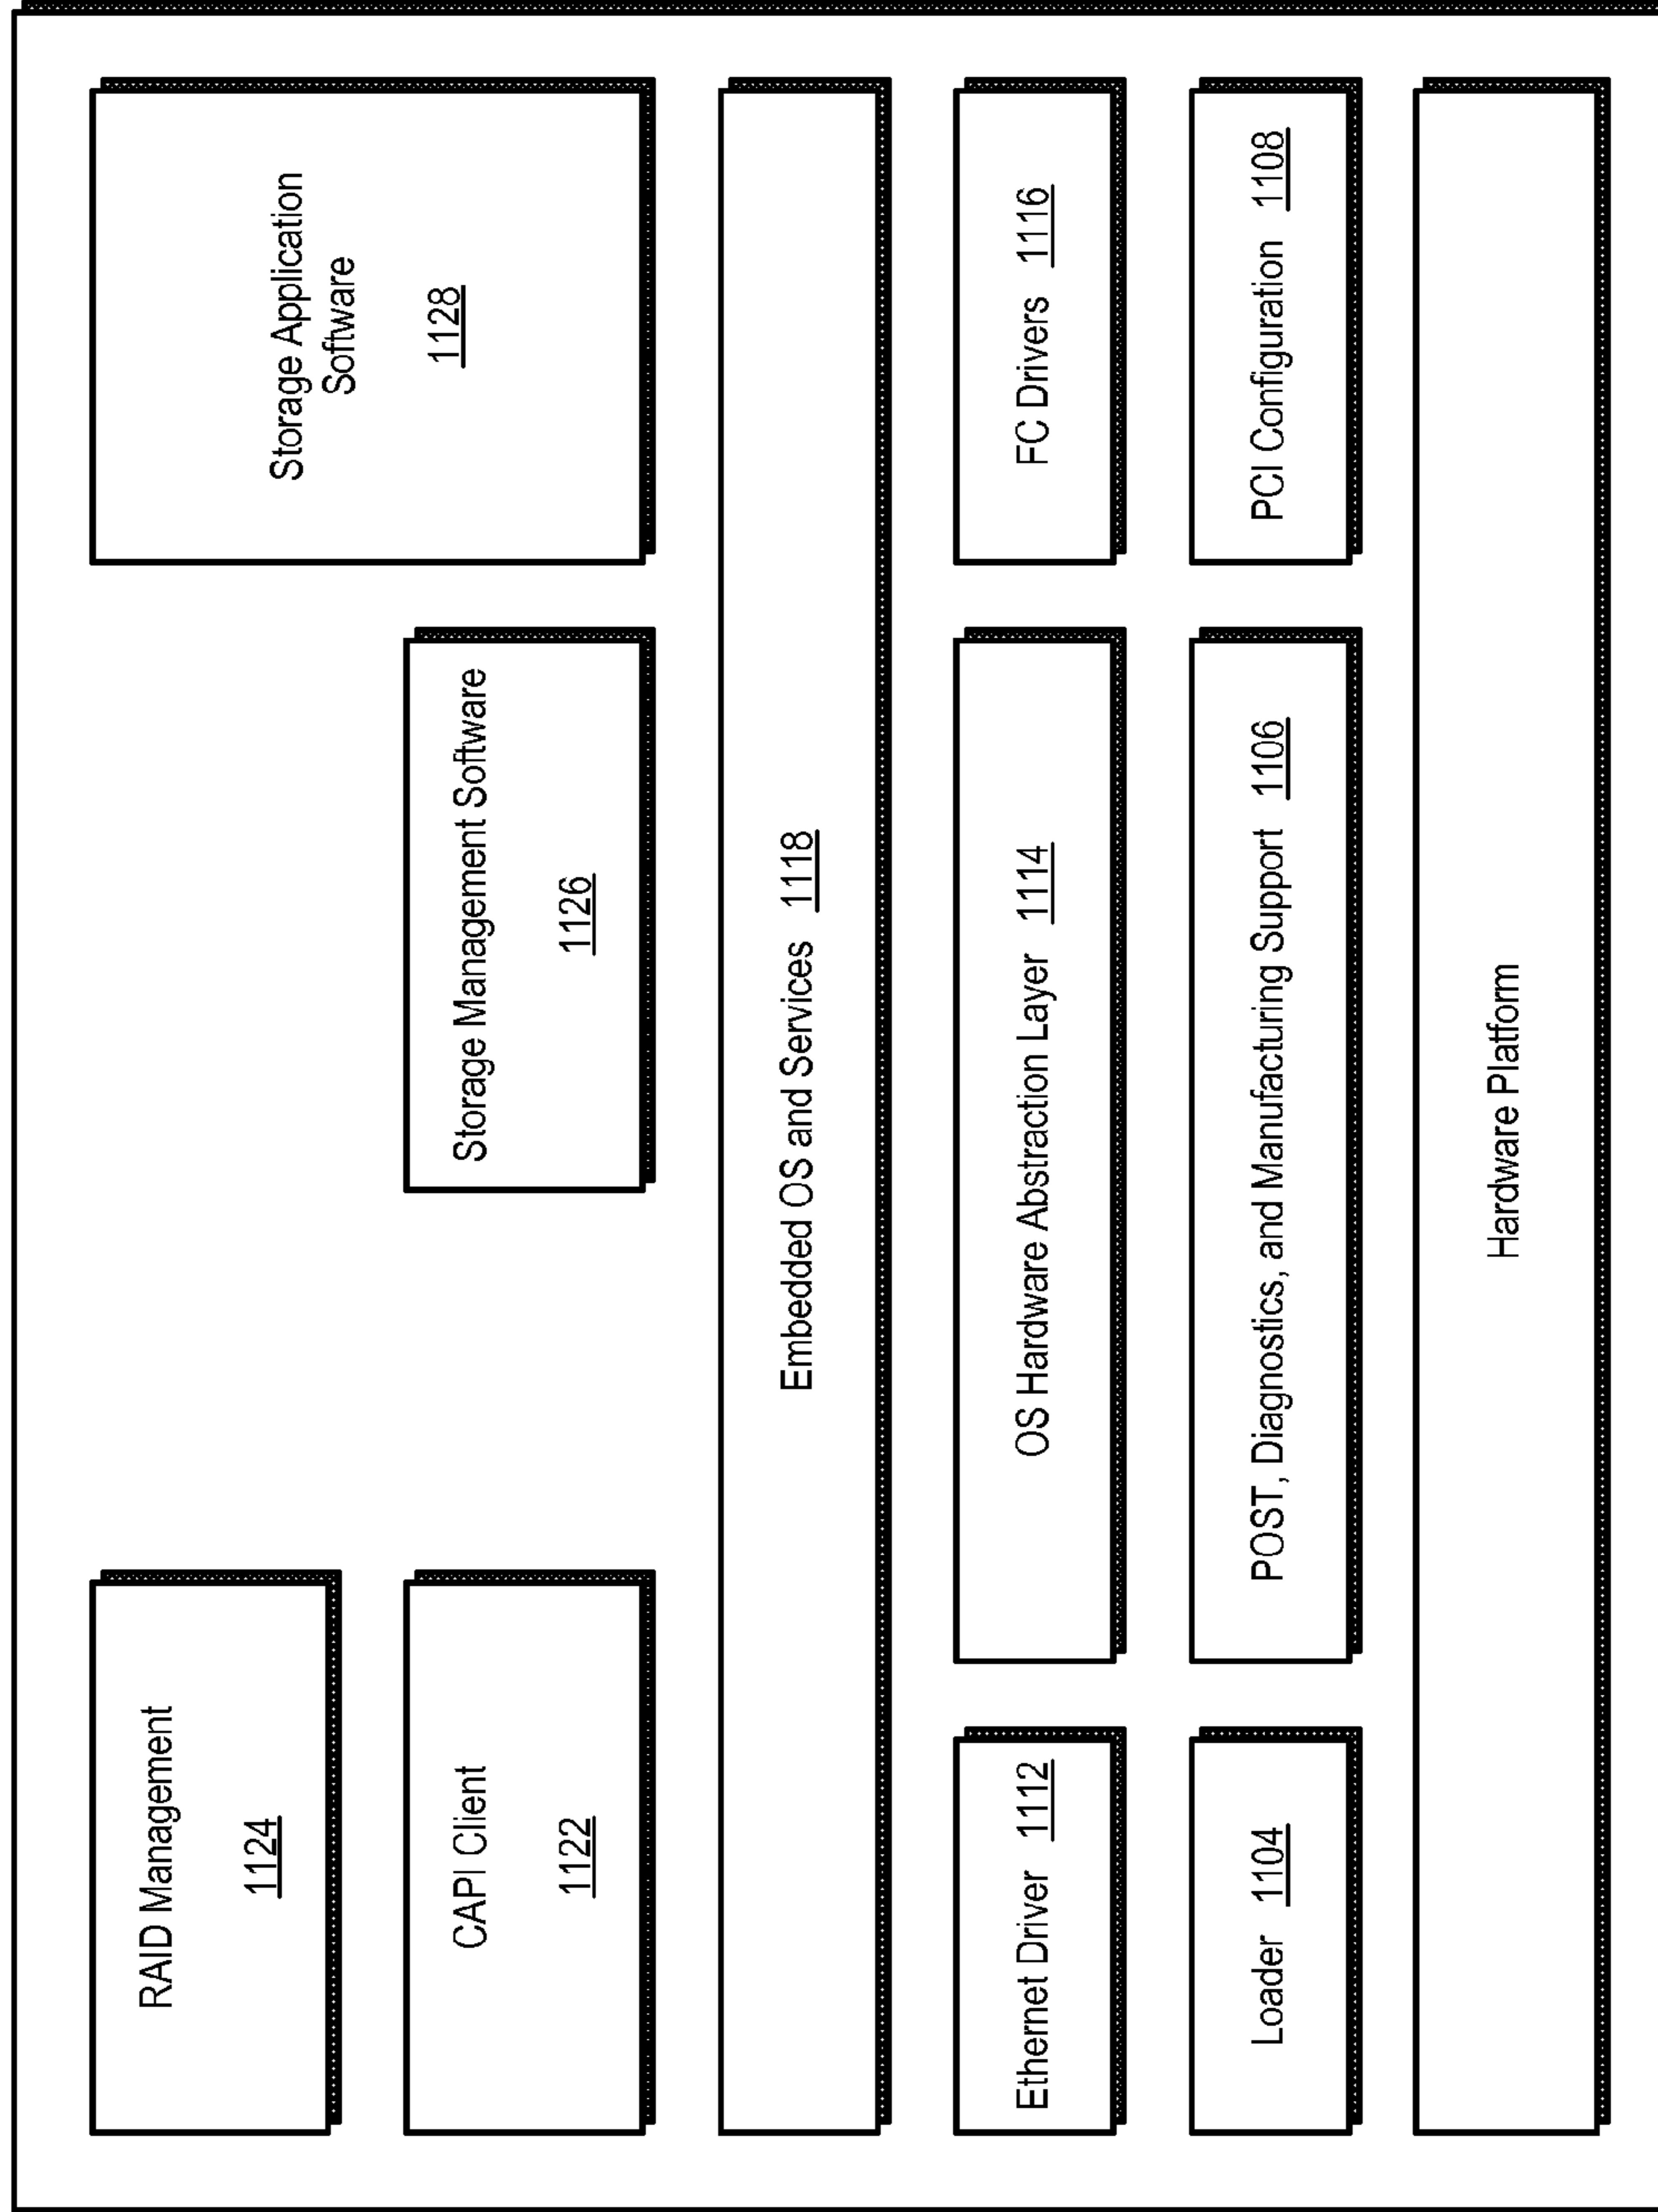 RAID Management
1124
Storage Application
Software
1128
CAPI Client
1122
Storage Management Software
1126
Embedded OS and Services 1118
Ethernet Driver 1112
OS Hardware Abstraction Layer 1114
FC Drivers 1116
Loader 1104
POST, Diagnostics, and Manufacturing Support 1106
PCI Configuration 1108
Hardware Platform